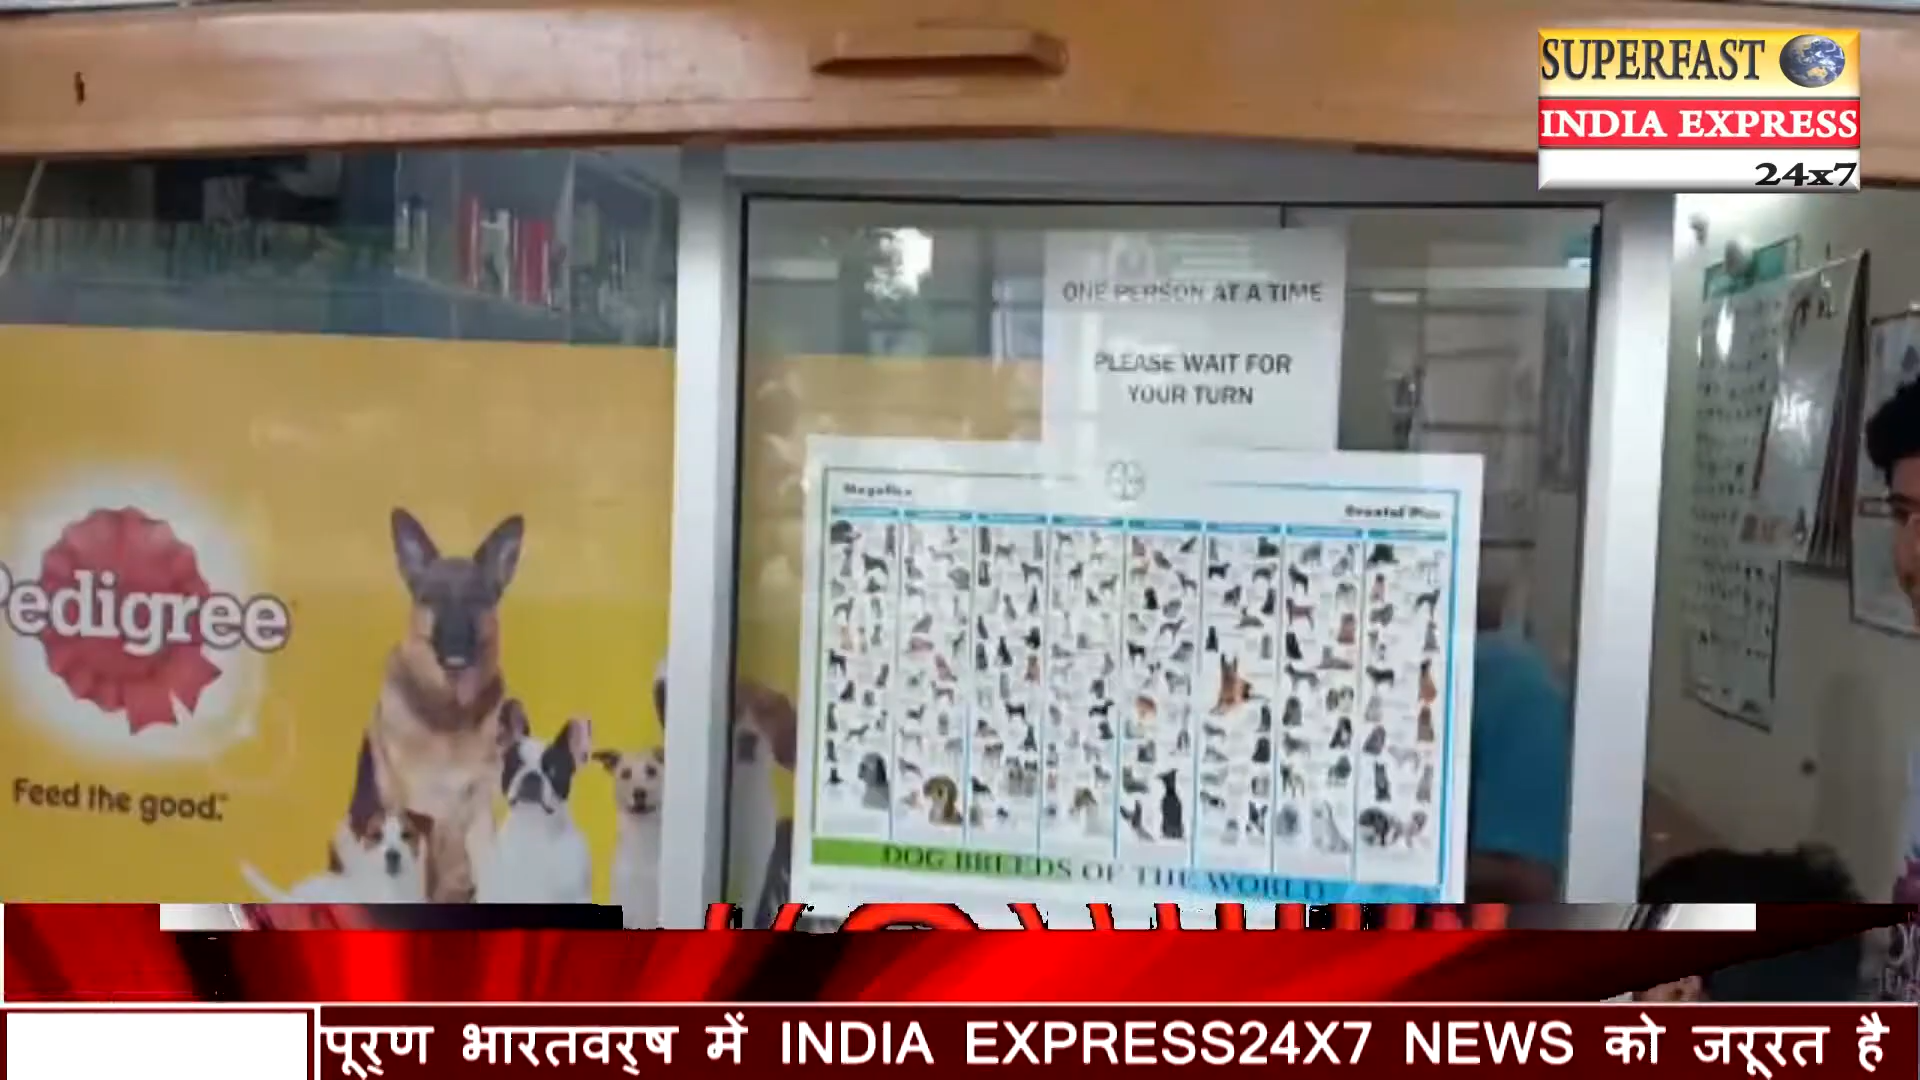 SUPERFAST
INDIA EXPRESS
24x7
ONE PERSON AT A TIME
PLEASE WAIT FOR
YOUR TURN
Pedigree
Feed the good.
DOG BREEDS OF THE WORLD
पूर्ण भारतवर्ष में INDIA EXPRESS24X7 NEWS को जरूरत है